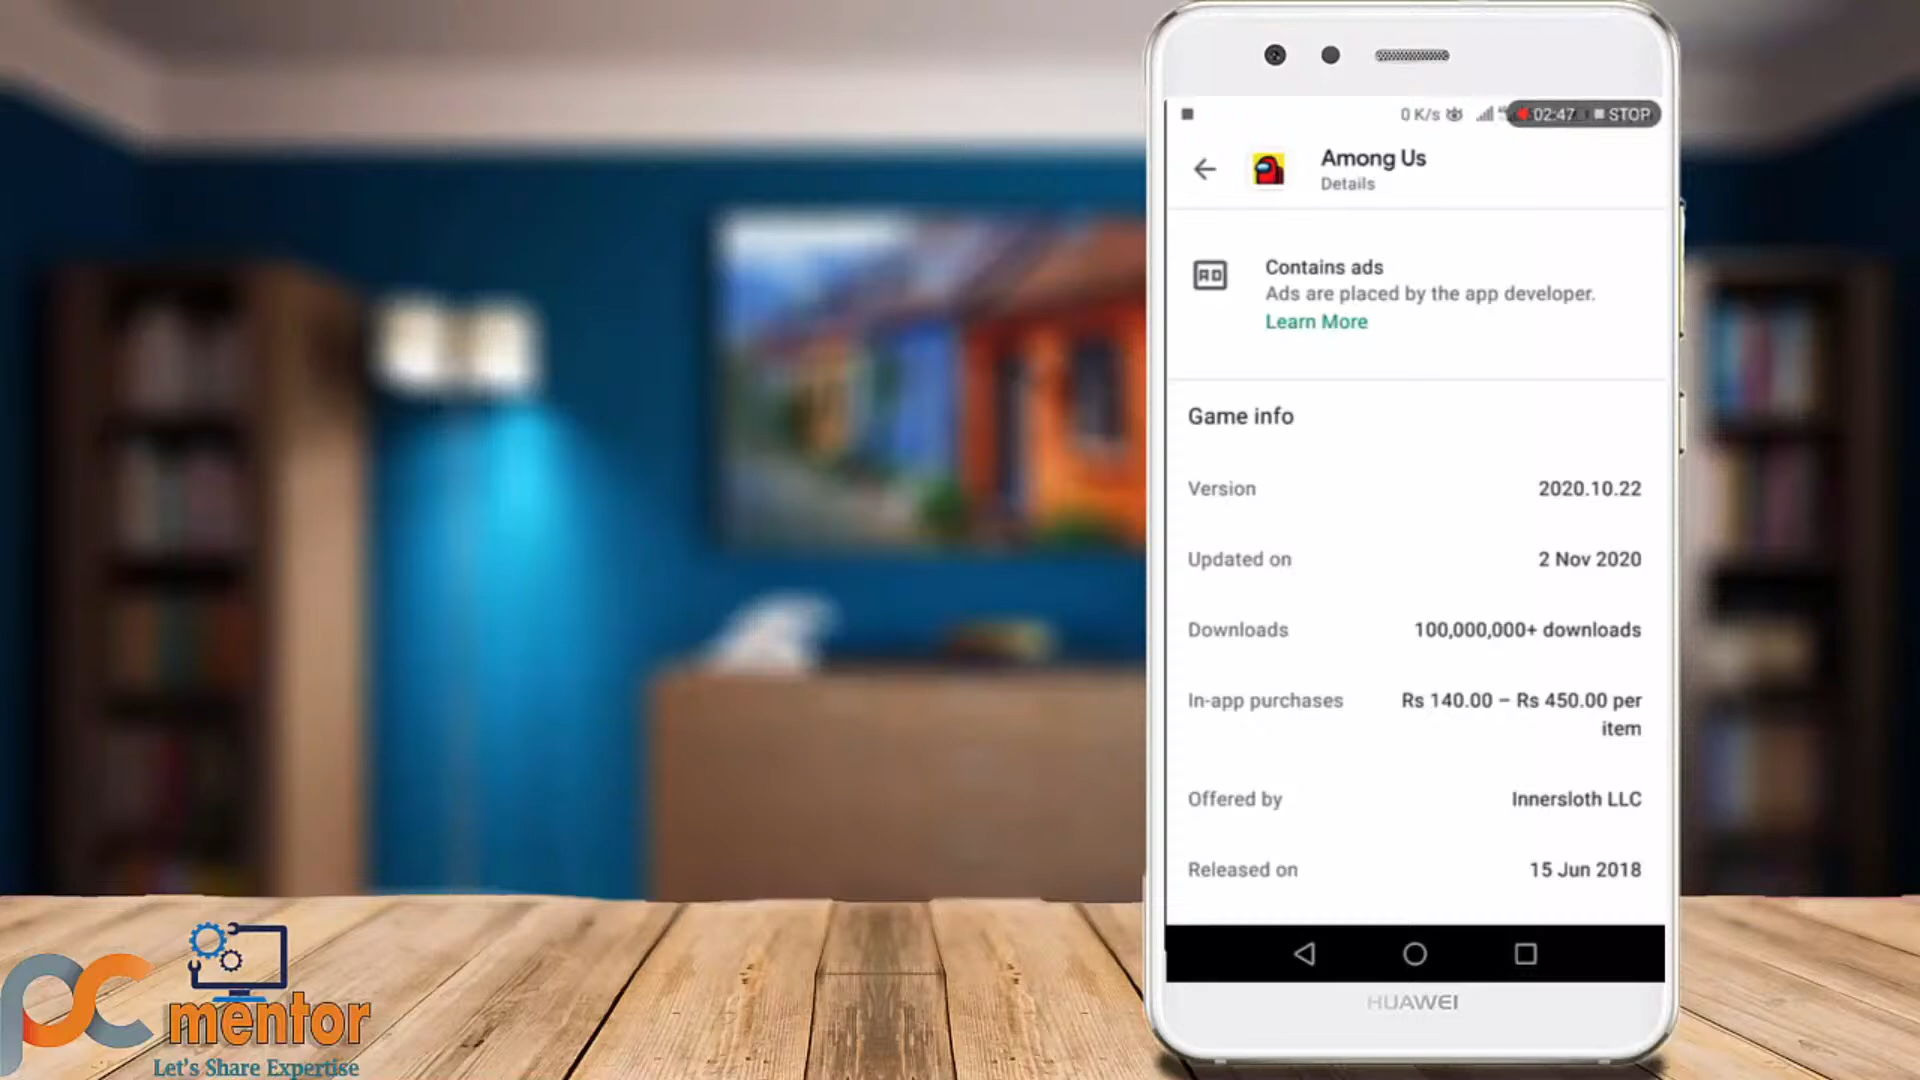 0 K/s 02:47 STOP
Among Us
Details
AD
Contains ads
Ads are placed by the app developer.
Learn More
Game info
Version 2020.10.22
Updated on 2 Nov 2020
Downloads 100,000,000+ downloads
In-app purchases Rs 140.00 – Rs 450.00 per
item
Offered by Innersloth LLC
Released on 15 Jun 2018
HUAWEI
pc mentor
Let's Share Expertise